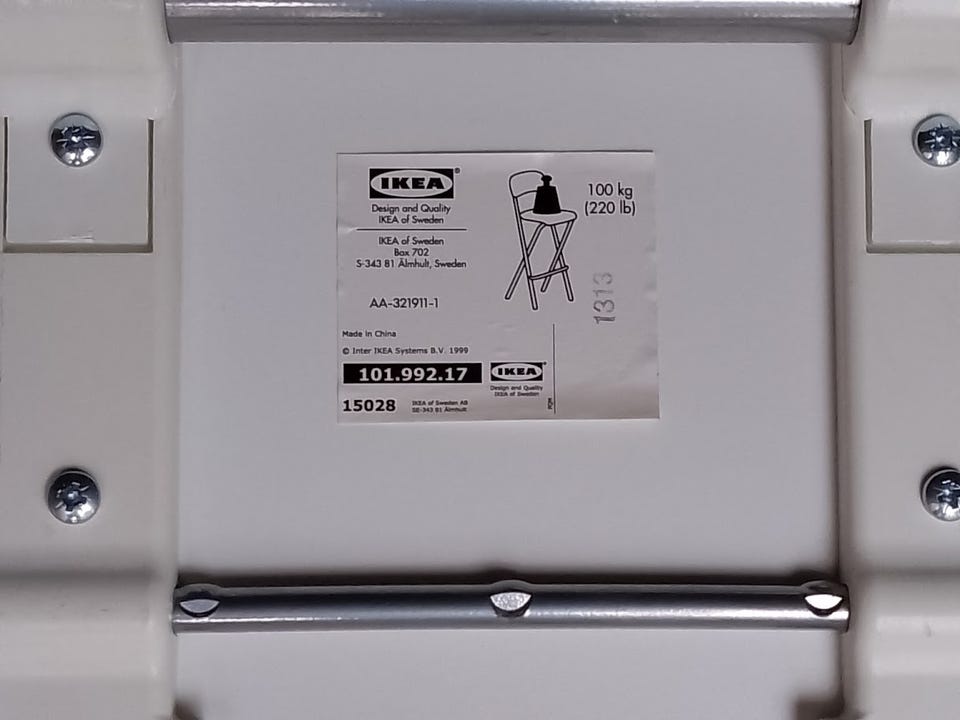 IKEA®
Design and Quality
IKEA of Sweden
IKEA of Sweden
Box 702
S-343 81 Älmhult, Sweden
AA-321911-1
100 kg
(220 lb)
1313
Made in China
© Inter IKEA Systems B.V. 1999
101.992.17
15028
IKEA of Sweden AB
SE-343 81 Älmhult
IKEA®
Design and Quality
IKEA of Sweden